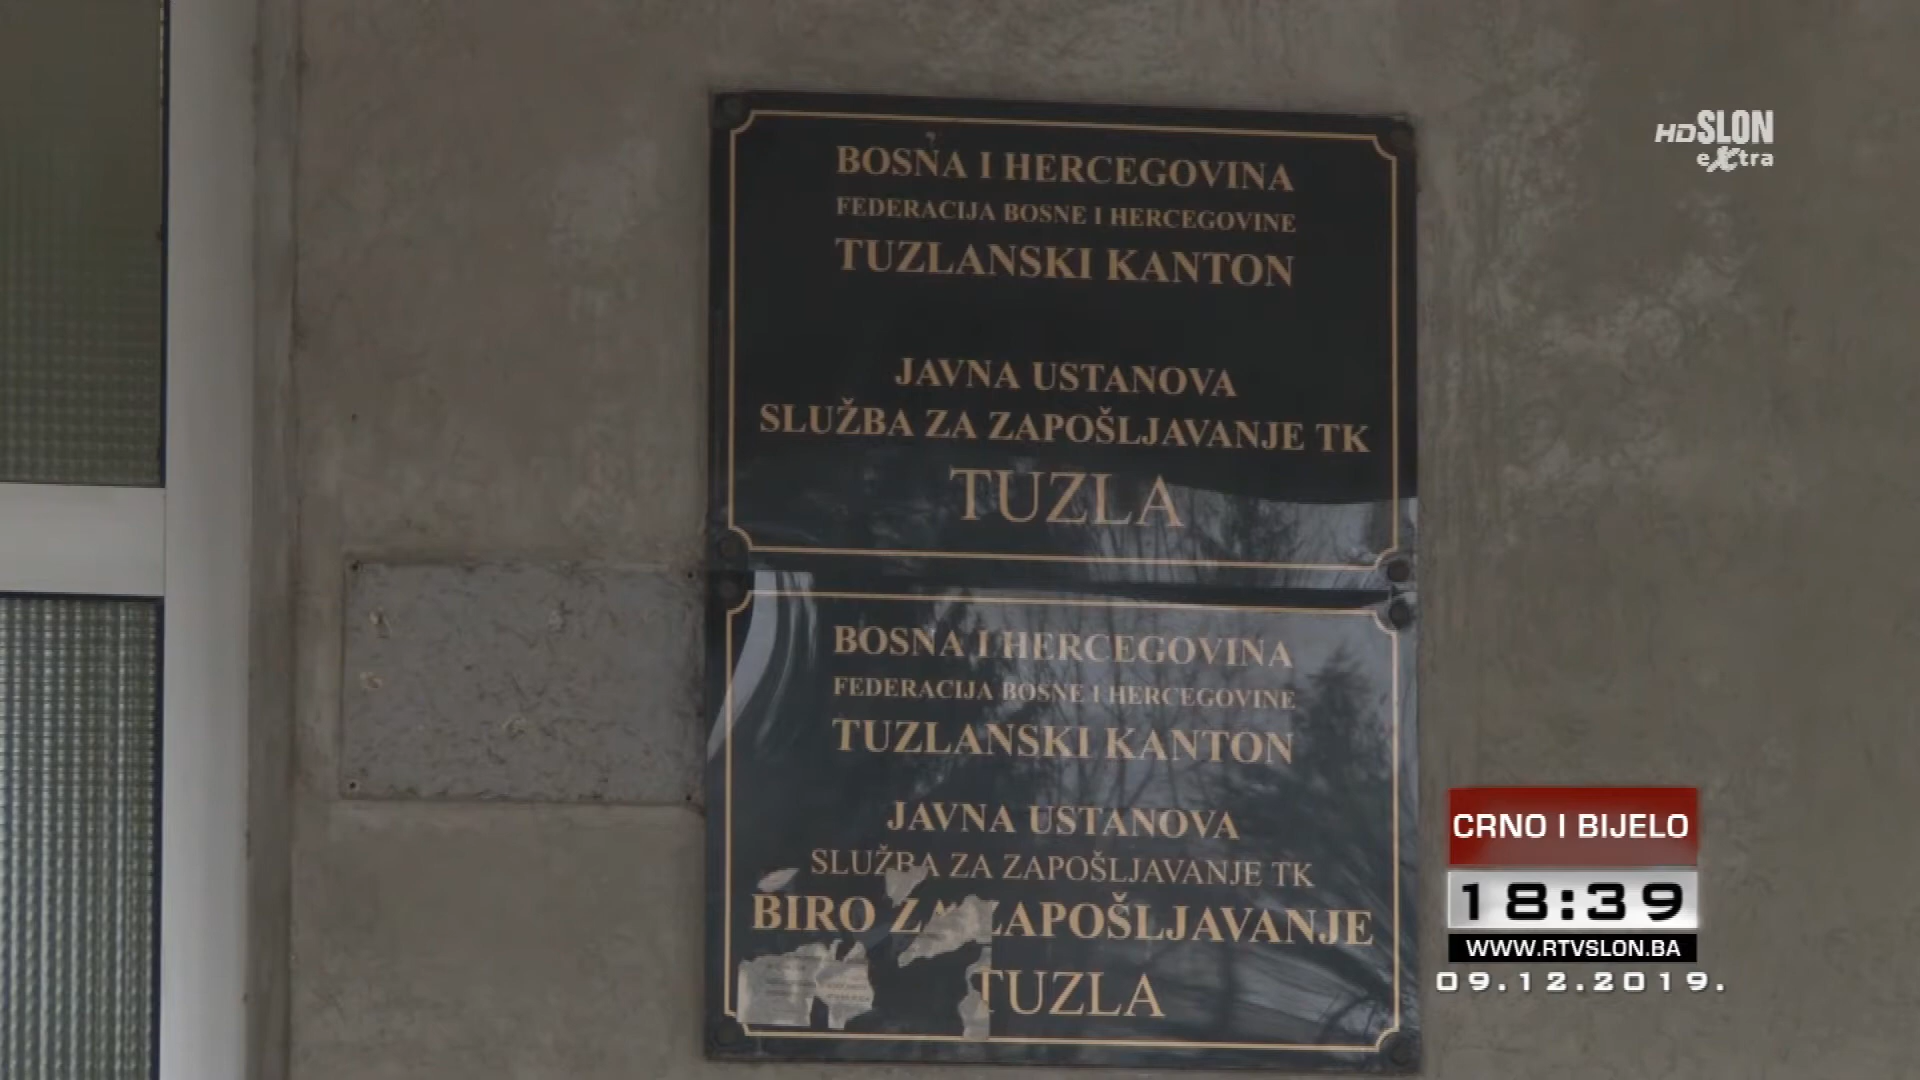 BOSNA I HERCEGOVINA
FEDERACIJA BOSNE I HERCEGOVINE
TUZLANSKI KANTON
JAVNA USTANOVA
SLUŽBA ZA ZAPOŠLJAVANJE TK
TUZLA
BOSNA I HERCEGOVINA
FEDERACIJA BOSNE I HERCEGOVINE
TUZLANSKI KANTON
JAVNA USTANOVA
SLUŽBA ZA ZAPOŠLJAVANJE TK
BIRO ZA ZAPOŠLJAVANJE
TUZLA
HD SLON
extra
CRNO I BIJELO
18:39
WWW.RTVSLON.BA
09.12.2019.